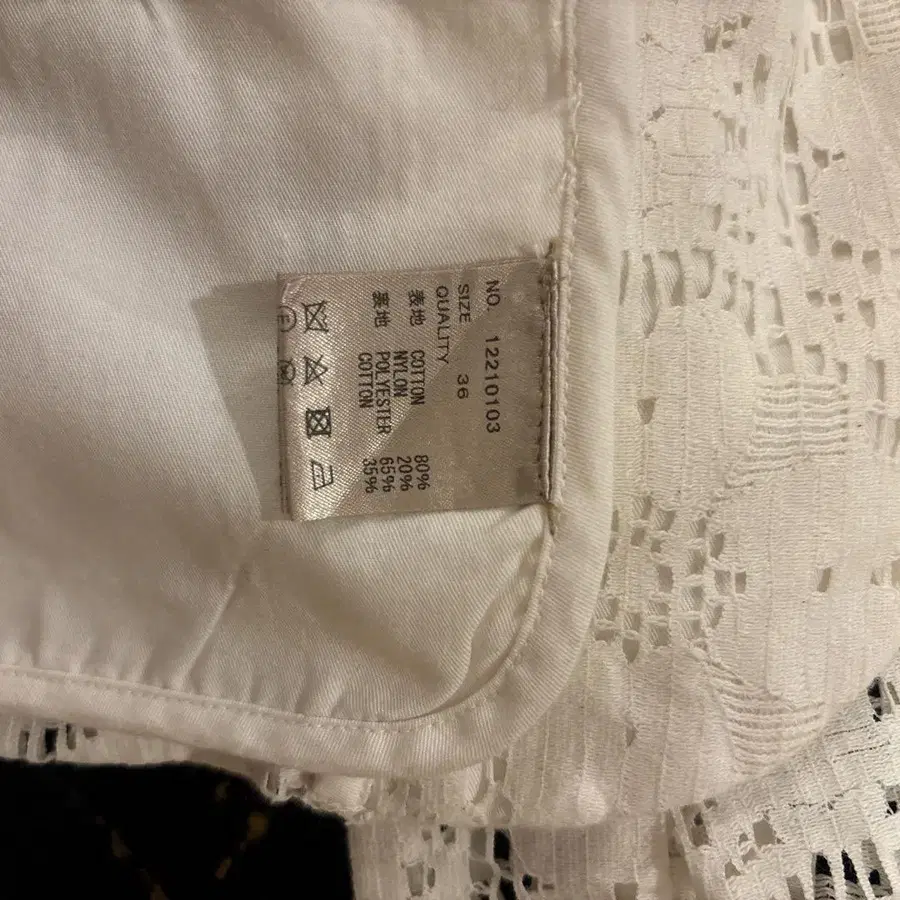 NO. 12210103
SIZE 36
QUALITY
表地 COTTON 80%
NYLON 20%
裏地 POLYESTER 65%
COTTON 35%